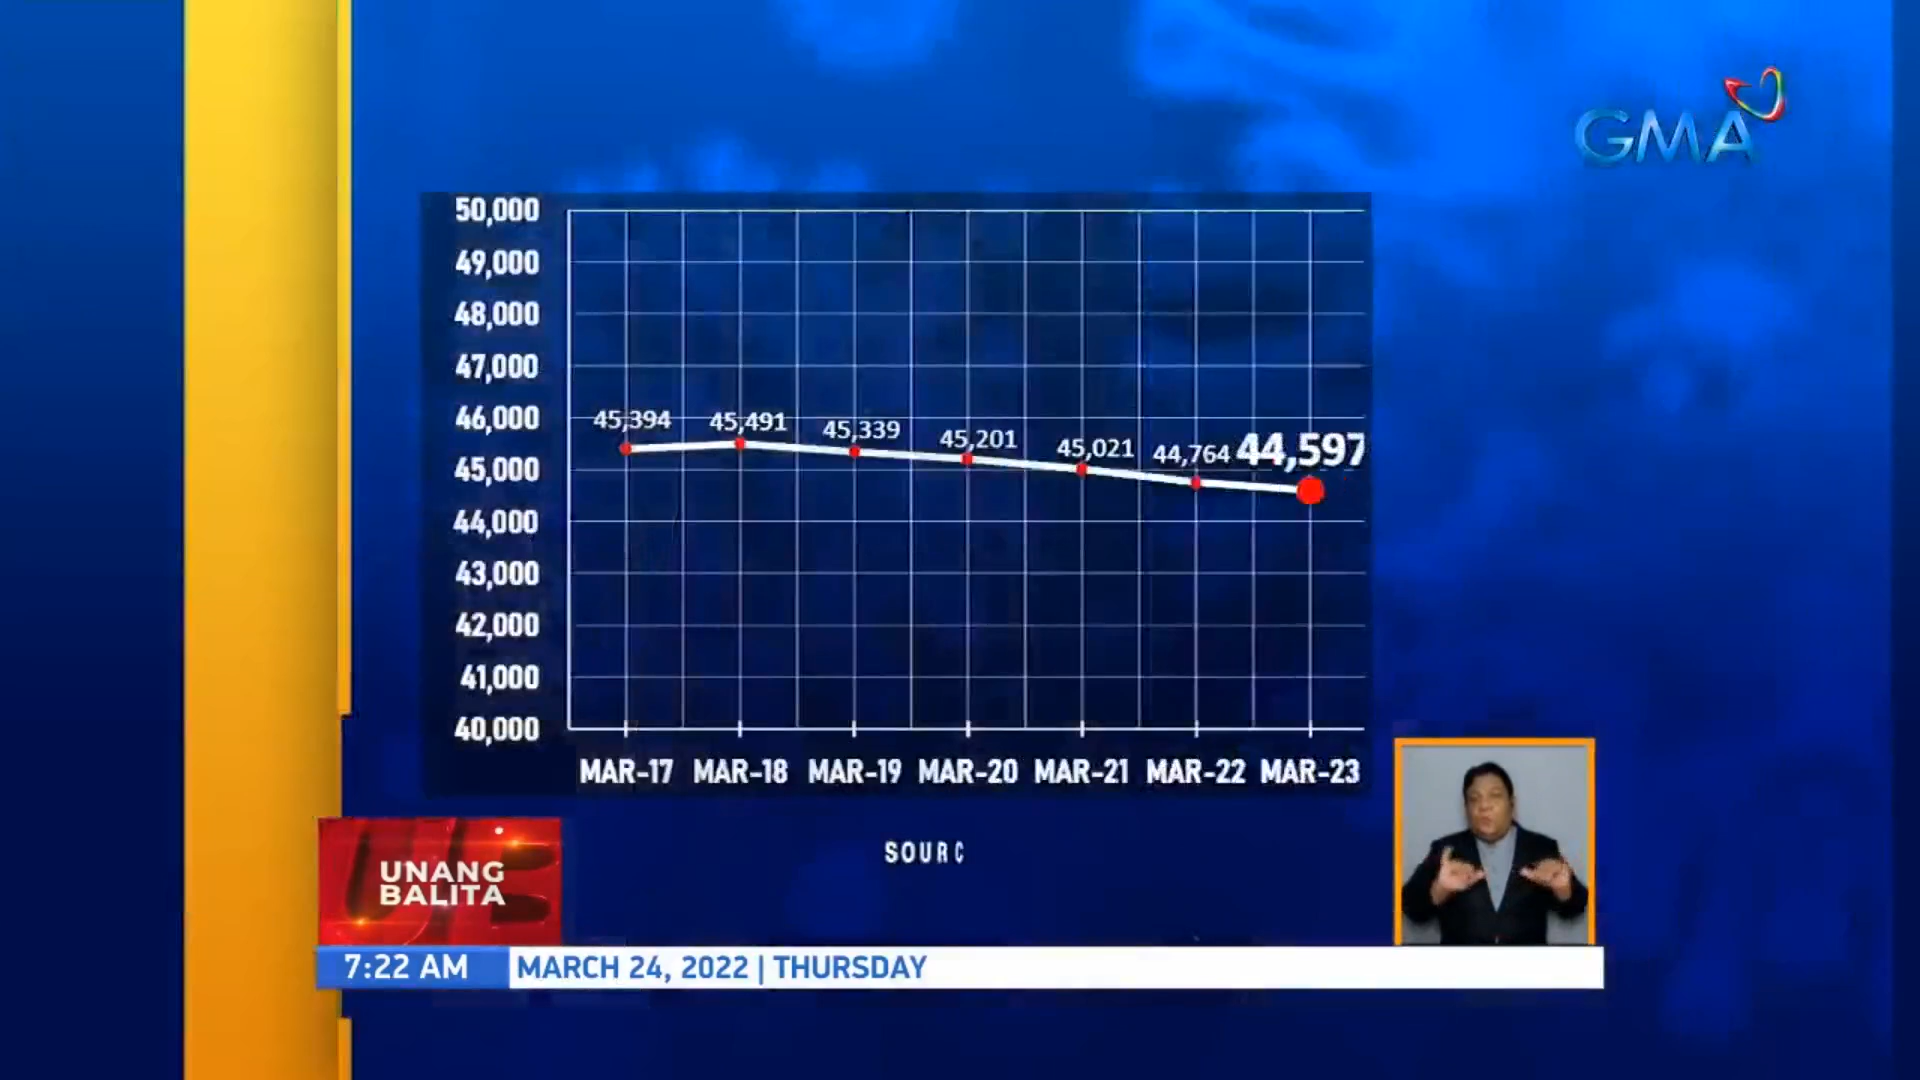 GMA
50,000
49,000
48,000
47,000
46,000
45,000
44,000
43,000
42,000
41,000
40,000
45,394 45,491 45,339 45,201 45,021 44,764 44,597
MAR-17 MAR-18 MAR-19 MAR-20 MAR-21 MAR-22 MAR-23
SOURC
UNANG
BALITA
7:22 AM MARCH 24, 2022 | THURSDAY